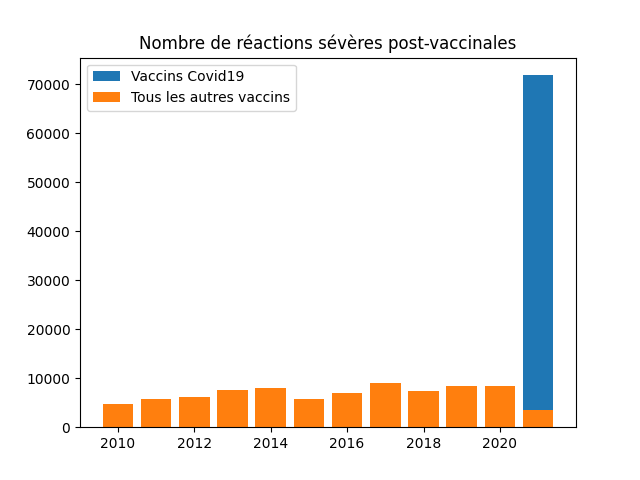 Nombre de réactions sévères post-vaccinales
Vaccins Covid19
Tous les autres vaccins
70000
60000
50000
40000
30000
20000
10000
0
2010 2012 2014 2016 2018 2020